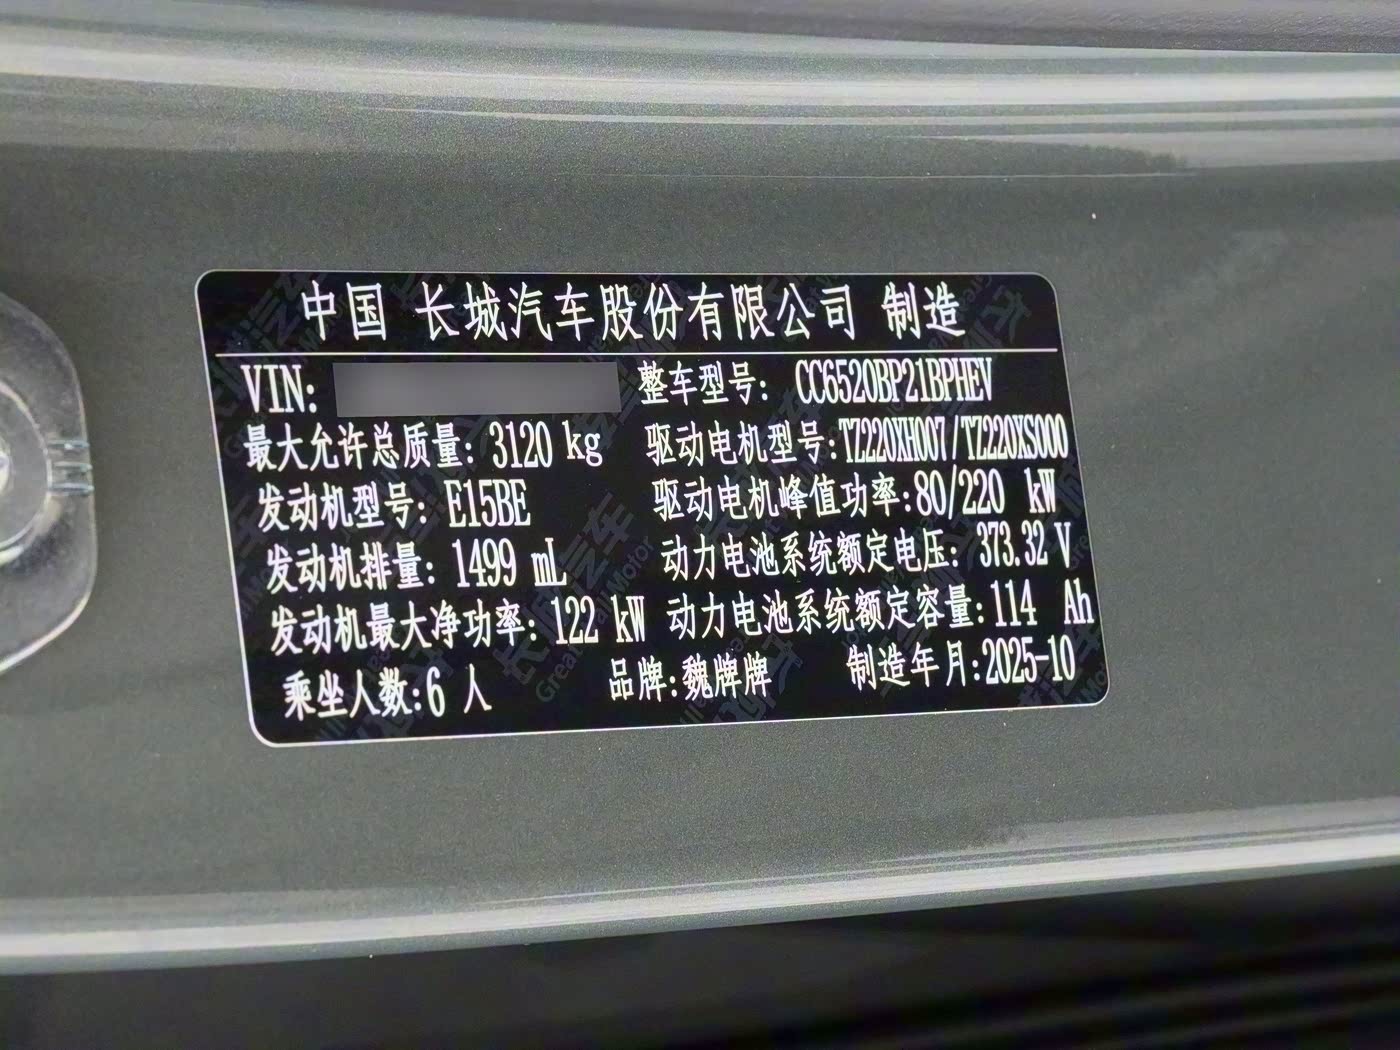 中国 长城汽车股份有限公司 制造
VIN: 整车型号: CC6520BP21BPHEV
最大允许总质量: 3120 kg 驱动电机型号:TZ220XH007/TZ220XS000
发动机型号: E15BE 驱动电机峰值功率:80/220 kW
发动机排量: 1499 mL 动力电池系统额定电压: 373.32 V
发动机最大净功率: 122 kW 动力电池系统额定容量:114 Ah
乘坐人数:6 人 品牌:魏牌牌 制造年月:2025-10